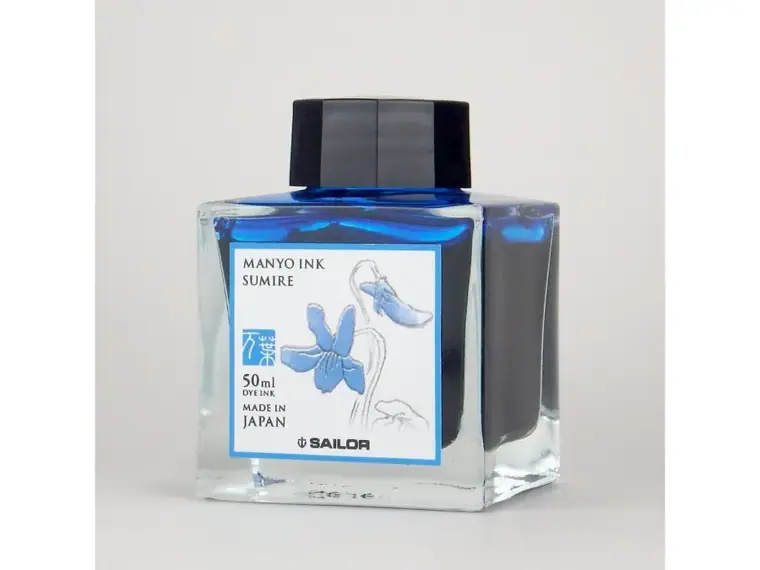 MANYO INK
SUMIRE
万葉
50ml
DYE INK
MADE IN
JAPAN
SAILOR